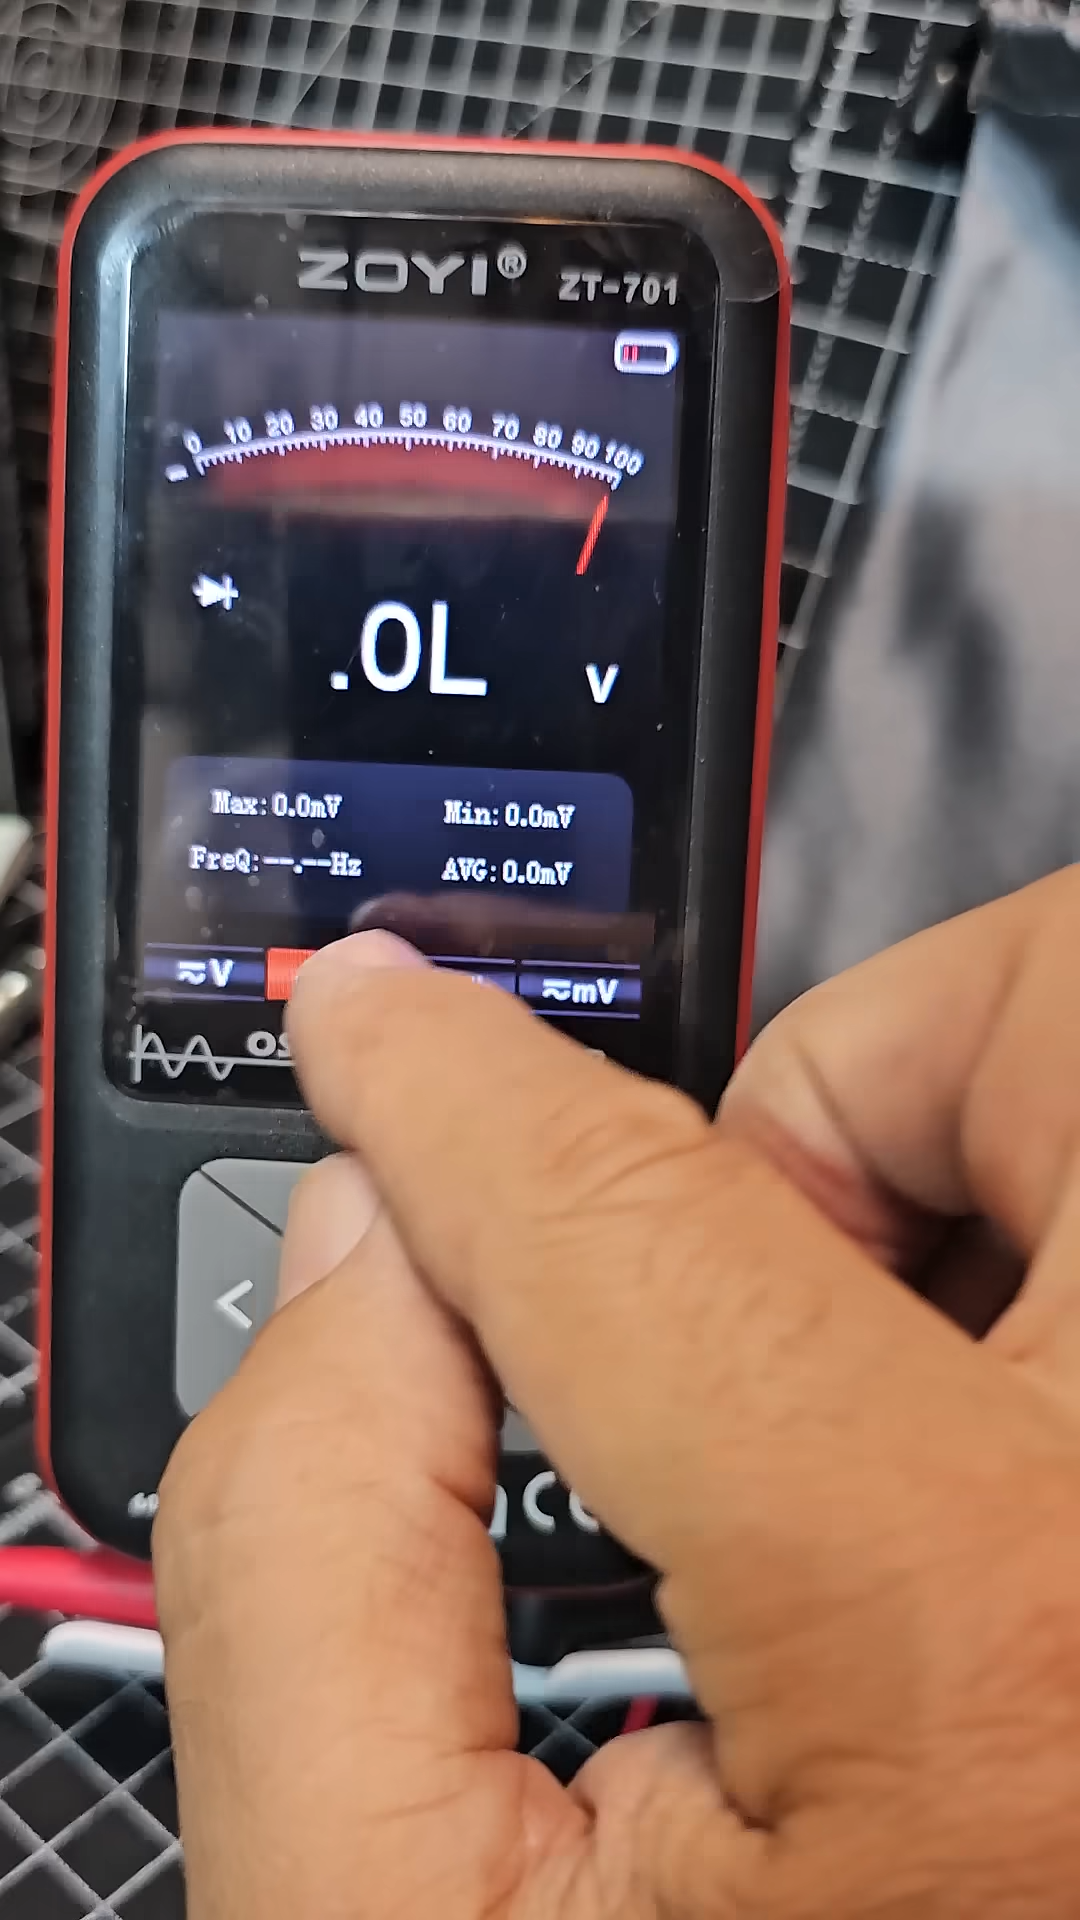 ZOYI® ZT-701
0 10 20 30 40 50 60 70 80 90 100
.0L V
Max:0.0mV Min:0.0mV
FreQ:--.--Hz AVG:0.0mV
≂V ≂mV